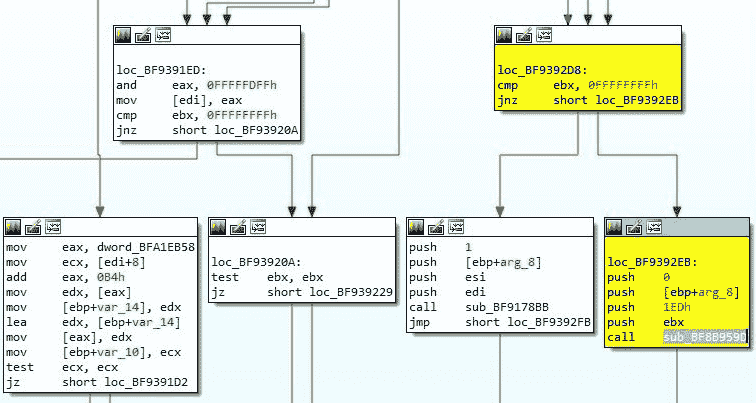 loc_BF9391ED:
and eax, 0FFFFFDFFh
mov [edi], eax
cmp ebx, 0FFFFFFFFh
jnz short loc_BF93920A
loc_BF9392D8:
cmp ebx, 0FFFFFFFFh
jnz short loc_BF9392EB
mov eax, dword_BFA1EB58
mov ecx, [edi+8]
add eax, 0B4h
mov edx, [eax]
mov [ebp+var_14], edx
lea edx, [ebp+var_14]
mov [eax], edx
mov [ebp+var_10], ecx
test ecx, ecx
jz short loc_BF9391D2
loc_BF93920A:
test ebx, ebx
jz short loc_BF939229
push 1
push [ebp+arg_8]
push esi
push edi
call sub_BF9178BB
jmp short loc_BF9392FB
loc_BF9392EB:
push 0
push [ebp+arg_8]
push 1EDh
push ebx
call